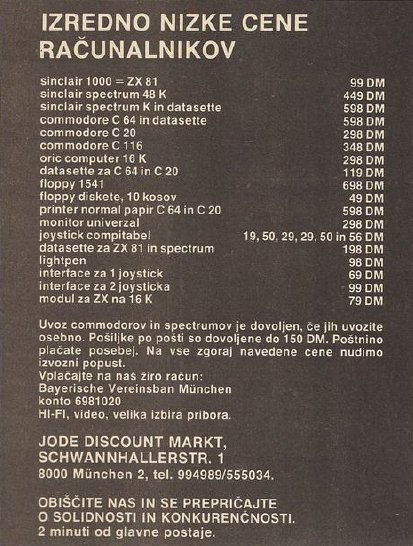 IZREDNO NIZKE CENE
RAČUNALNIKOV
sinclair 1000 = ZX 81 99 DM
sinclair spectrum 48 K 449 DM
sinclair spectrum K in datasette 598 DM
commodore C 64 in datasette 598 DM
commodore C 20 298 DM
commodore C 116 348 DM
oric computer 16 K 298 DM
datasette za C 64 in C 20 119 DM
floppy 1541 698 DM
floppy diskete, 10 kosov 49 DM
printer normal papir C 64 in C 20 598 DM
monitor univerzal 298 DM
joystick compitabel 19, 50, 29, 29, 50 in 56 DM
datasette za ZX 81 in spectrum 198 DM
lightpen 98 DM
interface za 1 joystick 69 DM
interface za 2 joysticka 99 DM
modul za ZX na 16 K 79 DM
Uvoz commodorov in spectrumov je dovoljen, če jih uvozite
osebno. Pošiljke po pošti so dovoljene do 150 DM. Poštnino
plačate posebej. Na vse zgoraj navedene cene nudimo
izvozni popust.
Vplačajte na naš žiro račun:
Bayerische Vereinsban München
konto 6981020
HI-FI, video, velika izbira pribora.
JODE DISCOUNT MARKT,
SCHWANNHALLERSTR. 1
8000 München 2, tel. 994989/555034.
OBIŠČITE NAS IN SE PREPRIČAJTE
O SOLIDNOSTI IN KONKURENČNOSTI.
2 minuti od glavne postaje.